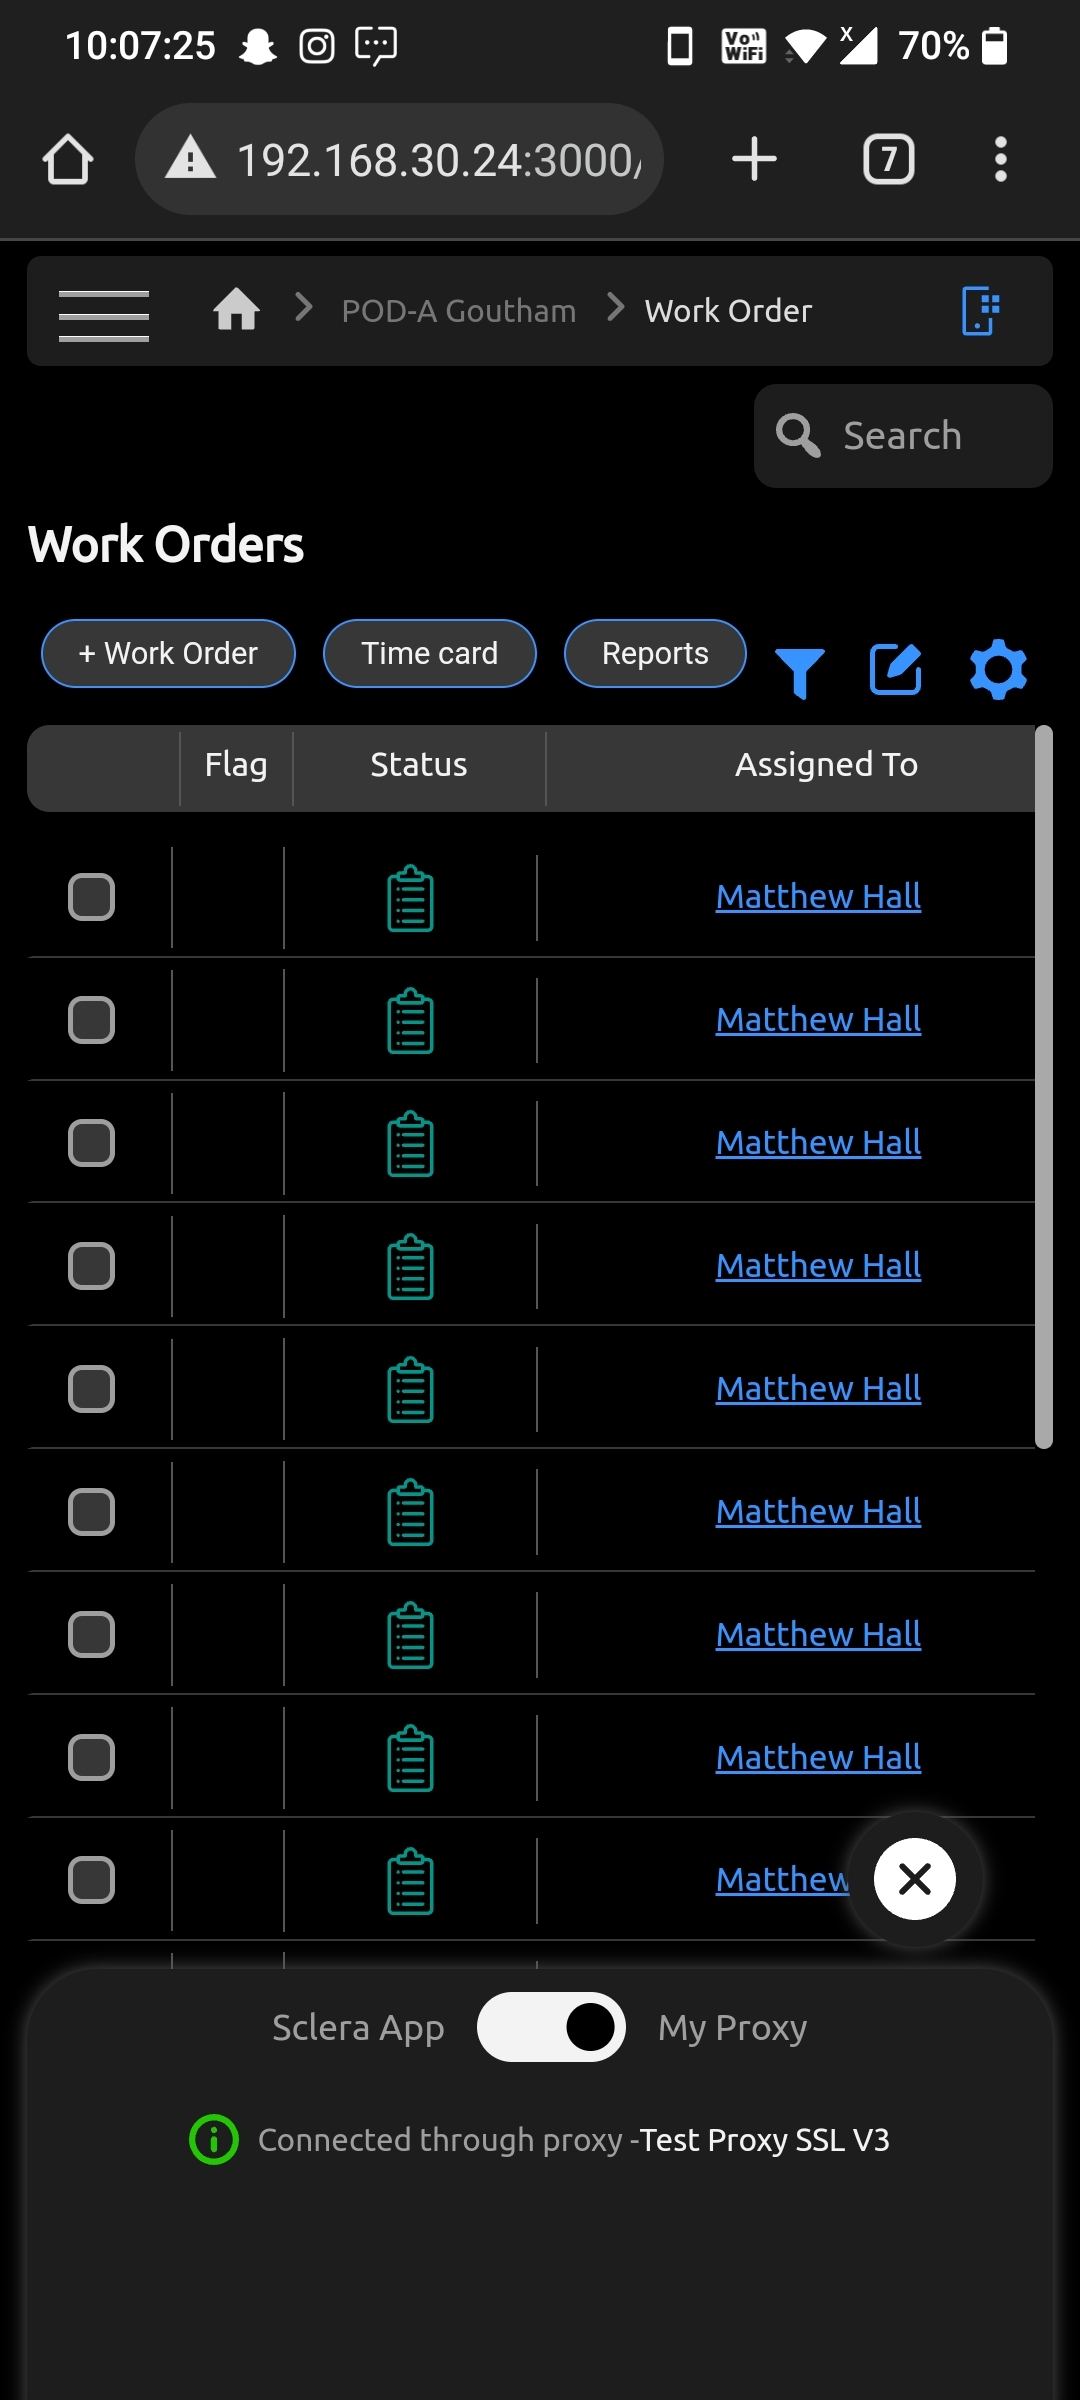 10:07:25
Vo WiFi
x
70%
192.168.30.24:3000/
7
POD-A Goutham
Work Order
Search
Work Orders
+ Work Order
Time card
Reports
Flag
Status
Assigned To
Matthew Hall
Matthew Hall
Matthew Hall
Matthew Hall
Matthew Hall
Matthew Hall
Matthew Hall
Matthew Hall
Matthew
Sclera App
My Proxy
Connected through proxy -Test Proxy SSL V3